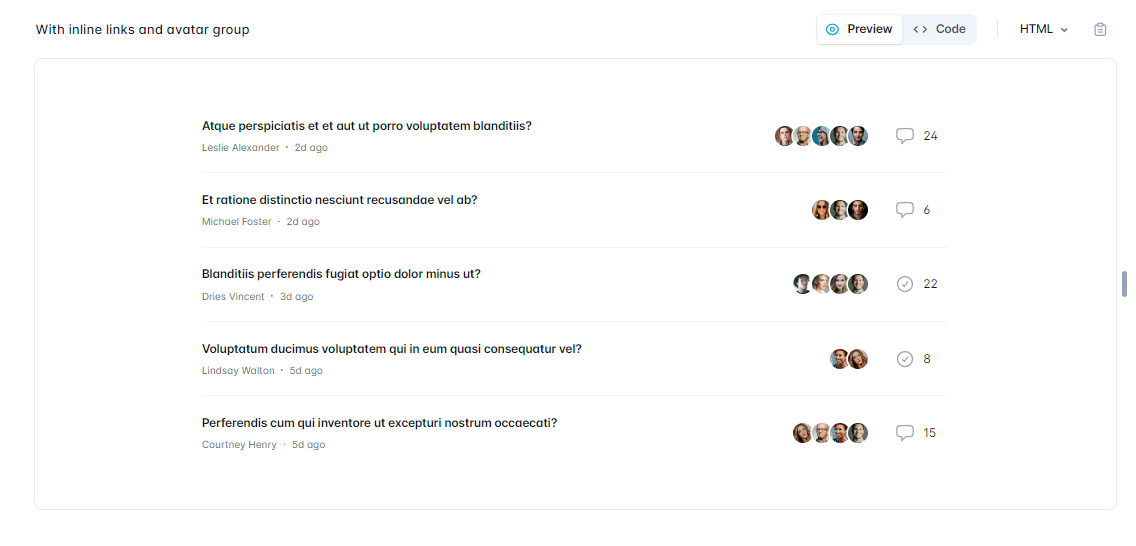 With inline links and avatar group
Preview
Code
HTML
Atque perspiciatis et et aut ut porro voluptatem blanditiis?
Leslie Alexander · 2d ago
24
Et ratione distinctio nesciunt recusandae vel ab?
Michael Foster · 2d ago
6
Blanditiis perferendis fugiat optio dolor minus ut?
Dries Vincent · 3d ago
22
Voluptatum ducimus voluptatem qui in eum quasi consequatur vel?
Lindsay Walton · 5d ago
8
Perferendis cum qui inventore ut excepturi nostrum occaecati?
Courtney Henry · 5d ago
15